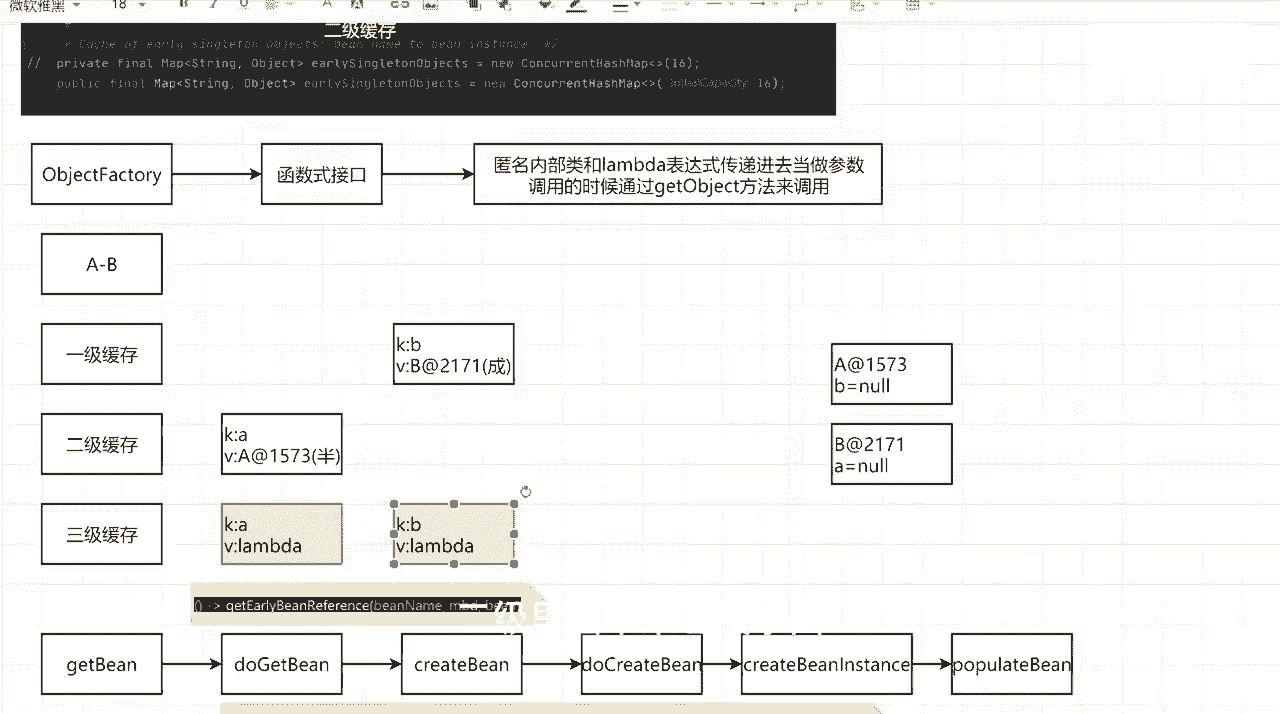 微软雅黑 18
二级缓存
* Cache of early singleton objects: bean name to bean instance. */
// private final Map<String, Object> earlySingletonObjects = new ConcurrentHashMap<>(16);
public final Map<String, Object> earlySingletonObjects = new ConcurrentHashMap<>( initialCapacity 16);
ObjectFactory
函数式接口
匿名内部类和lambda表达式传递进去当做参数
调用的时候通过getObject方法来调用
A-B
一级缓存
k:b
v:B@2171(成)
A@1573
b=null
二级缓存
k:a
v:A@1573(半)
B@2171
a=null
三级缓存
k:a
v:lambda
k:b
v:lambda
() -> getEarlyBeanReference(beanName, mbd,
getBean
doGetBean
createBean
doCreateBean
createBeanInstance
populateBean